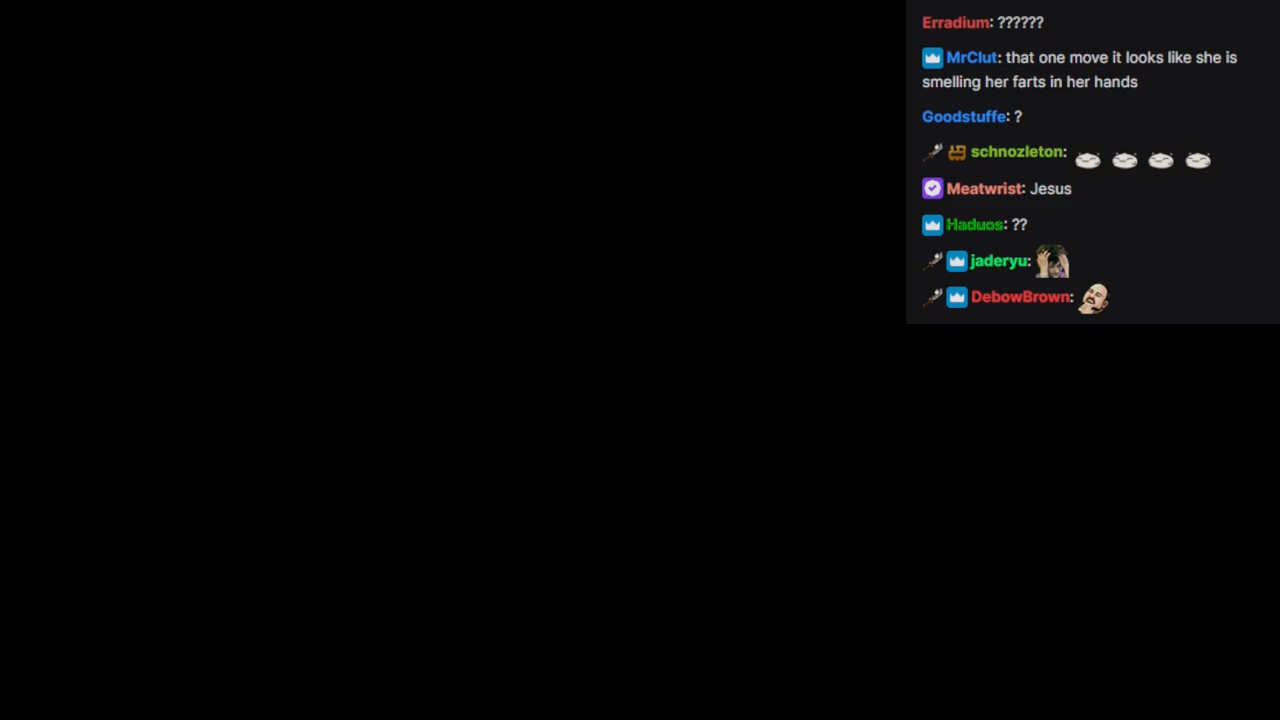 Erradium: ??????
MrClut: that one move it looks like she is
smelling her farts in her hands
Goodstuffe: ?
schnozleton:
Meatwrist: Jesus
Haduos: ??
jaderyu:
DebowBrown: